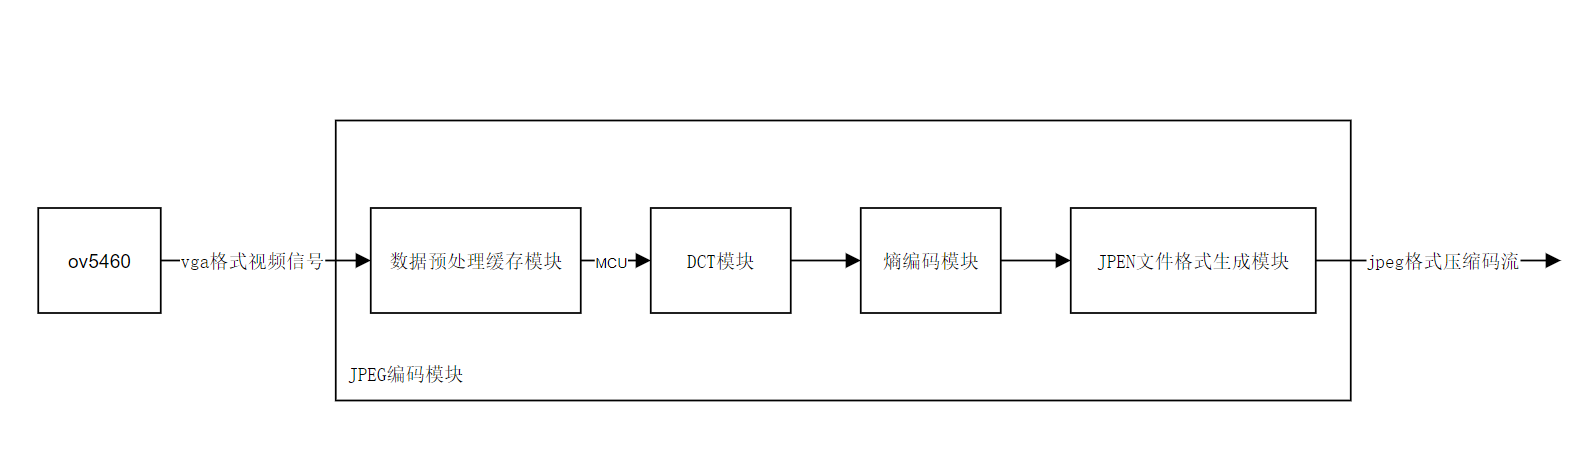 ov5460
vga格式视频信号
数据预处理缓存模块
MCU
DCT模块
熵编码模块
JPEN文件格式生成模块
jpeg格式压缩码流
JPEG编码模块